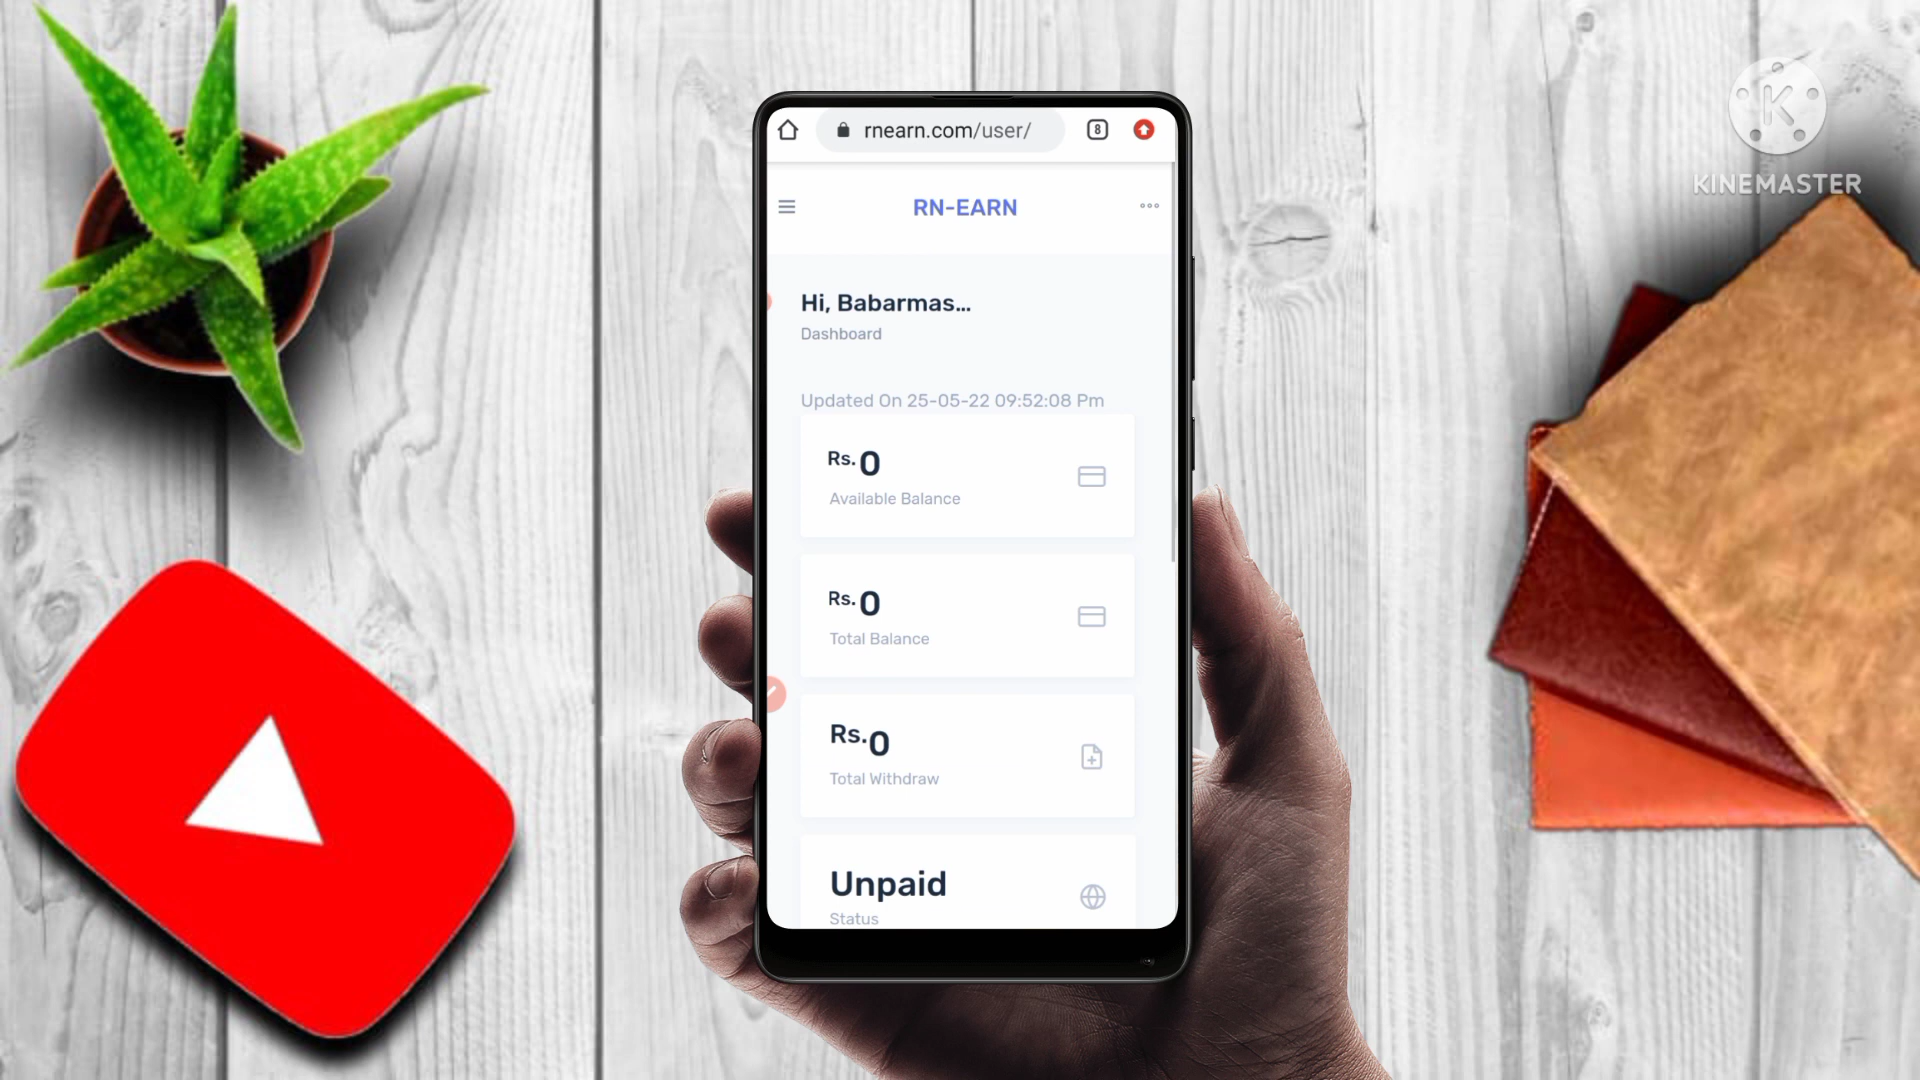 KINEMASTER
rnearn.com/user/
8
RN-EARN
Hi, Babarmas...
Dashboard
Updated On 25-05-22 09:52:08 Pm
Rs.0
Available Balance
Rs.0
Total Balance
Rs.0
Total Withdraw
Unpaid
Status